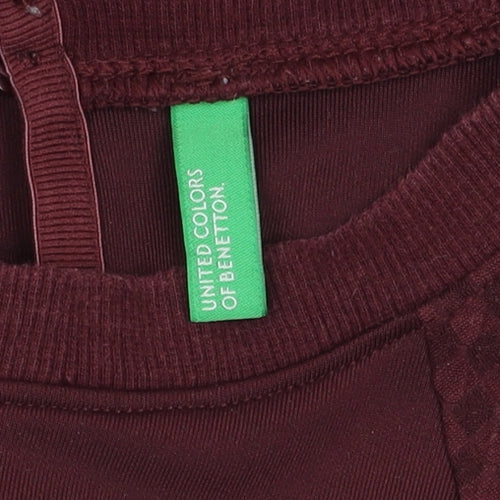 UNITED COLORS
OF BENETTON.